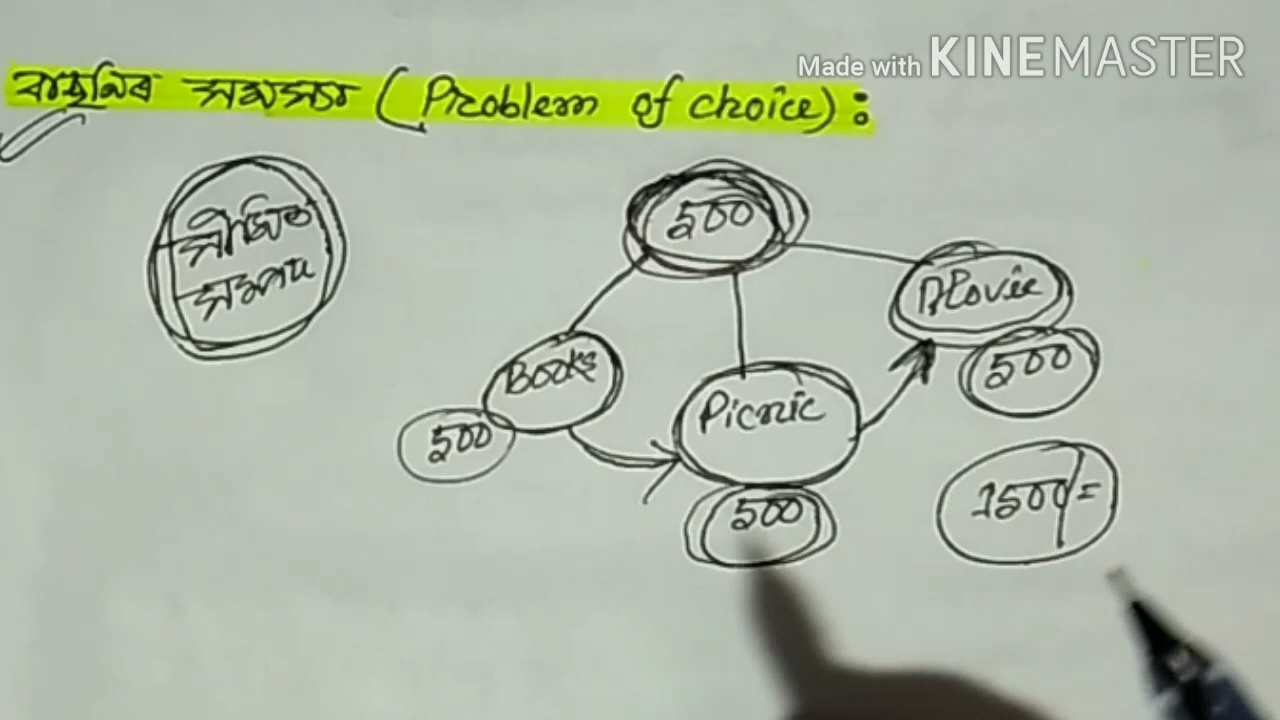 Made with KINEMASTER
বাছনিৰ সমস্যা (Problem of choice) :
সীমিত
সম্পদ
500
Movie
500
Books
500
Picnic
500
1500/=